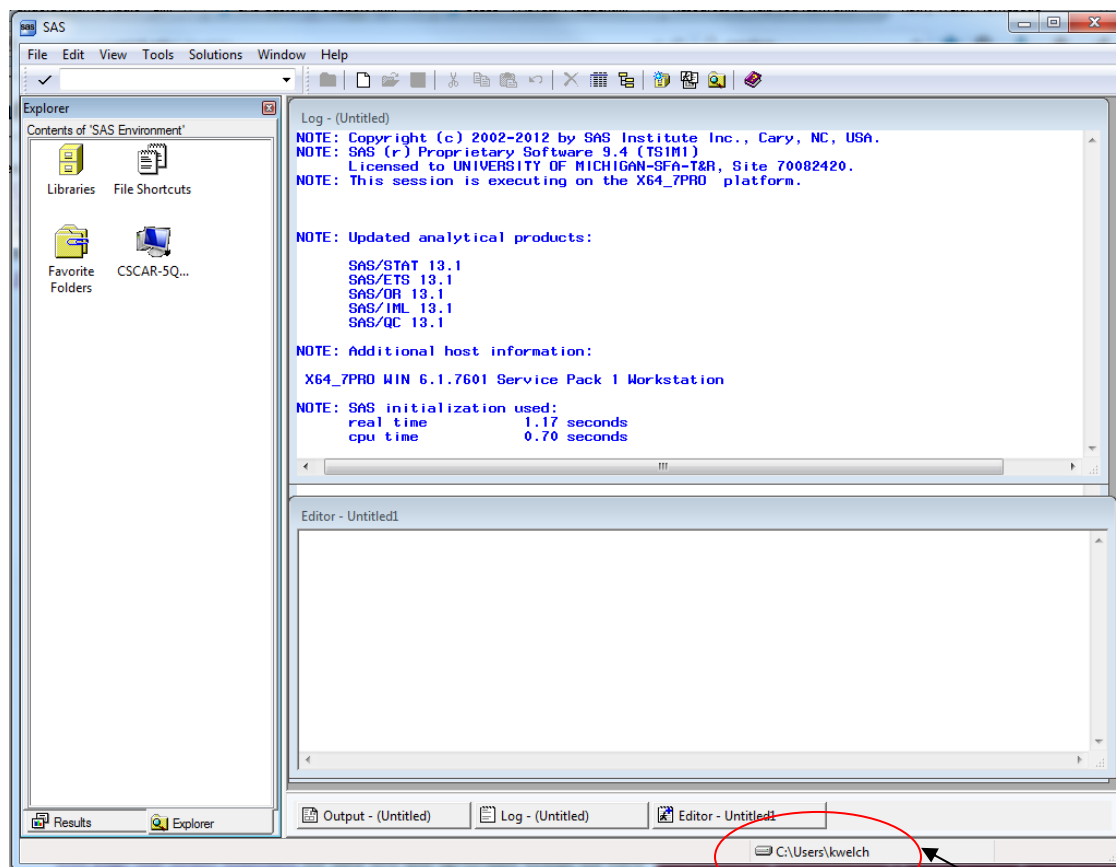 SAS
File Edit View Tools Solutions Window Help
Explorer
Contents of 'SAS Environment'
Libraries
File Shortcuts
Favorite Folders
CSCAR-5Q...
Results
Explorer
Log - (Untitled)
NOTE: Copyright (c) 2002-2012 by SAS Institute Inc., Cary, NC, USA.
NOTE: SAS (r) Proprietary Software 9.4 (TS1M1)
Licensed to UNIVERSITY OF MICHIGAN-SFA-T&R, Site 70082420.
NOTE: This session is executing on the X64_7PRO platform.
NOTE: Updated analytical products:
SAS/STAT 13.1
SAS/ETS 13.1
SAS/OR 13.1
SAS/IML 13.1
SAS/QC 13.1
NOTE: Additional host information:
X64_7PRO WIN 6.1.7601 Service Pack 1 Workstation
NOTE: SAS initialization used:
real time 1.17 seconds
cpu time 0.70 seconds
Editor - Untitled1
Output - (Untitled)
Log - (Untitled)
Editor - Untitled1
C:\Users\kwelch